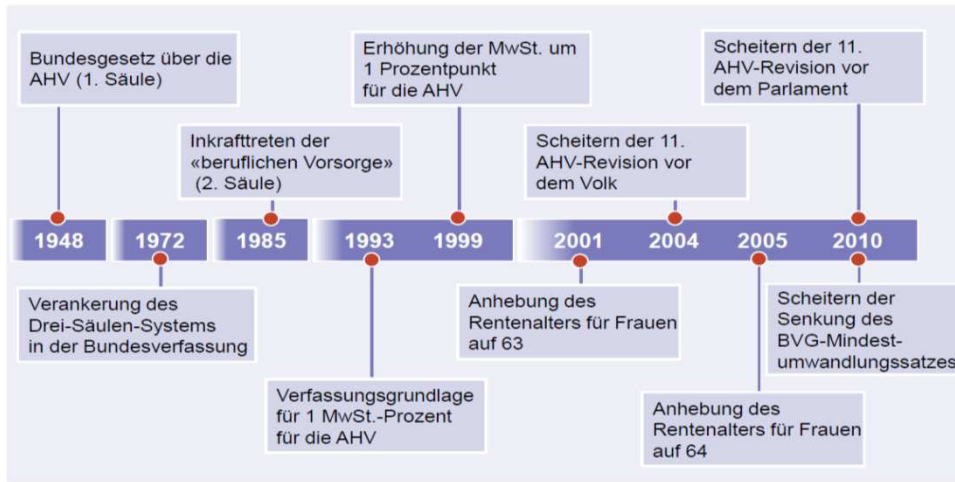 Bundesgesetz über die
AHV (1. Säule)
Erhöhung der MwSt. um
1 Prozentpunkt
für die AHV
Scheitern der 11.
AHV-Revision vor
dem Parlament
Inkrafttreten der
«beruflichen Vorsorge»
(2. Säule)
Scheitern der 11.
AHV-Revision vor
dem Volk
1948 1972 1985 1993 1999 2001 2004 2005 2010
Verankerung des
Drei-Säulen-Systems
in der Bundesverfassung
Anhebung des
Rentenalters für Frauen
auf 63
Scheitern der
Senkung des
BVG-Mindest-
umwandlungssatzes
Verfassungsgrundlage
für 1 MwSt.-Prozent
für die AHV
Anhebung des
Rentenalters für Frauen
auf 64